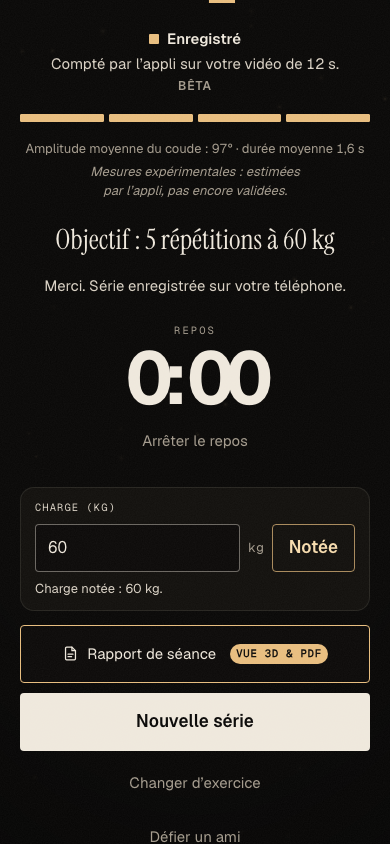 Enregistré
Compté par l’appli sur votre vidéo de 12 s.
BÊTA
Amplitude moyenne du coude : 97° · durée moyenne 1,6 s
Mesures expérimentales : estimées
par l’appli, pas encore validées.
Objectif : 5 répétitions à 60 kg
Merci. Série enregistrée sur votre téléphone.
REPOS
0:00
Arrêter le repos
CHARGE (KG)
60
kg
Notée
Charge notée : 60 kg.
Rapport de séance VUE 3D & PDF
Nouvelle série
Changer d’exercice
Défier un ami